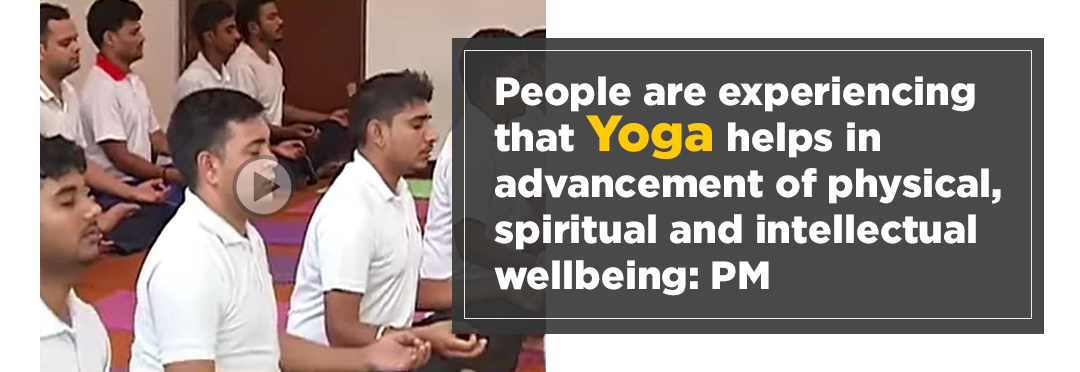 People are experiencing
that Yoga helps in
advancement of physical,
spiritual and intellectual
wellbeing: PM